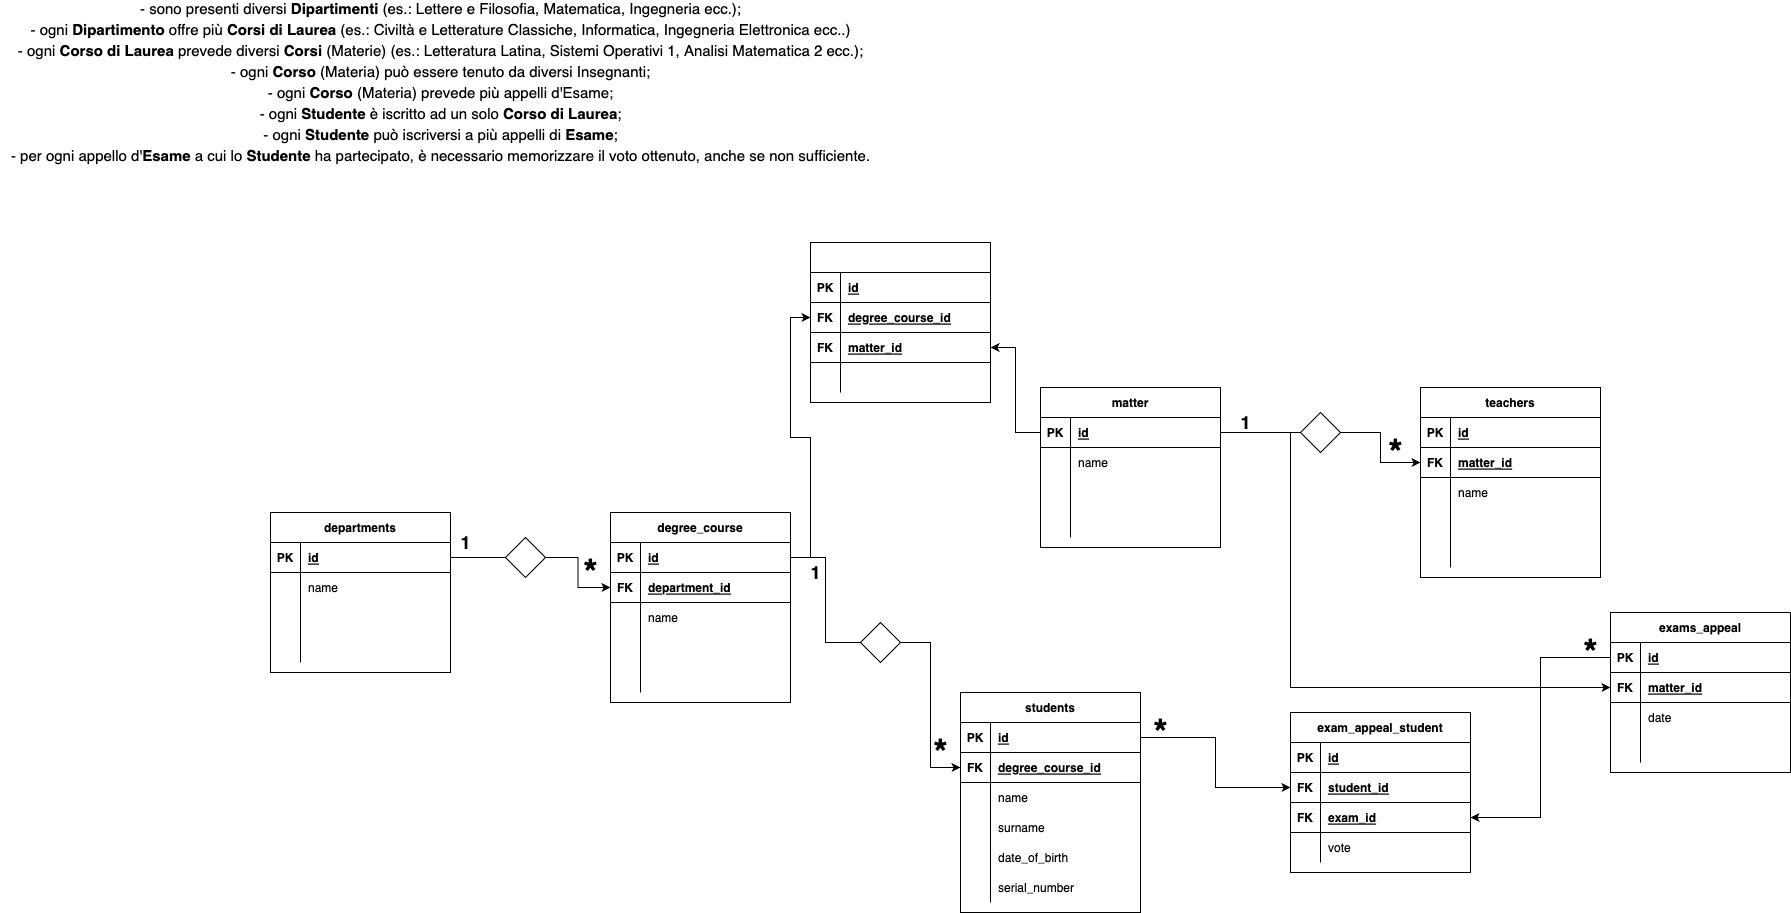 - sono presenti diversi Dipartimenti (es.: Lettere e Filosofia, Matematica, Ingegneria ecc.);
- ogni Dipartimento offre più Corsi di Laurea (es.: Civiltà e Letterature Classiche, Informatica, Ingegneria Elettronica ecc..)
- ogni Corso di Laurea prevede diversi Corsi (Materie) (es.: Letteratura Latina, Sistemi Operativi 1, Analisi Matematica 2 ecc.);
- ogni Corso (Materia) può essere tenuto da diversi Insegnanti;
- ogni Corso (Materia) prevede più appelli d'Esame;
- ogni Studente è iscritto ad un solo Corso di Laurea;
- ogni Studente può iscriversi a più appelli di Esame;
- per ogni appello d'Esame a cui lo Studente ha partecipato, è necessario memorizzare il voto ottenuto, anche se non sufficiente.
PK id
FK degree_course_id
FK matter_id
matter
PK id
name
1
*
teachers
PK id
FK matter_id
name
departments
PK id
name
1
*
degree_course
PK id
FK department_id
name
1
*
students
PK id
FK degree_course_id
name
surname
date_of_birth
serial_number
*
exam_appeal_student
PK id
FK student_id
FK exam_id
vote
*
exams_appeal
PK id
FK matter_id
date